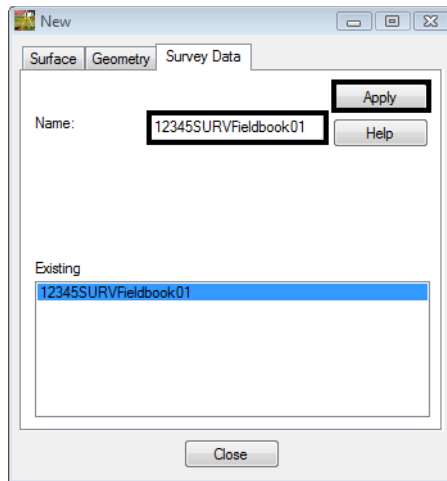 New
Surface Geometry Survey Data
Apply
Name: 12345SURVFieldbook01
Help
Existing
12345SURVFieldbook01
Close